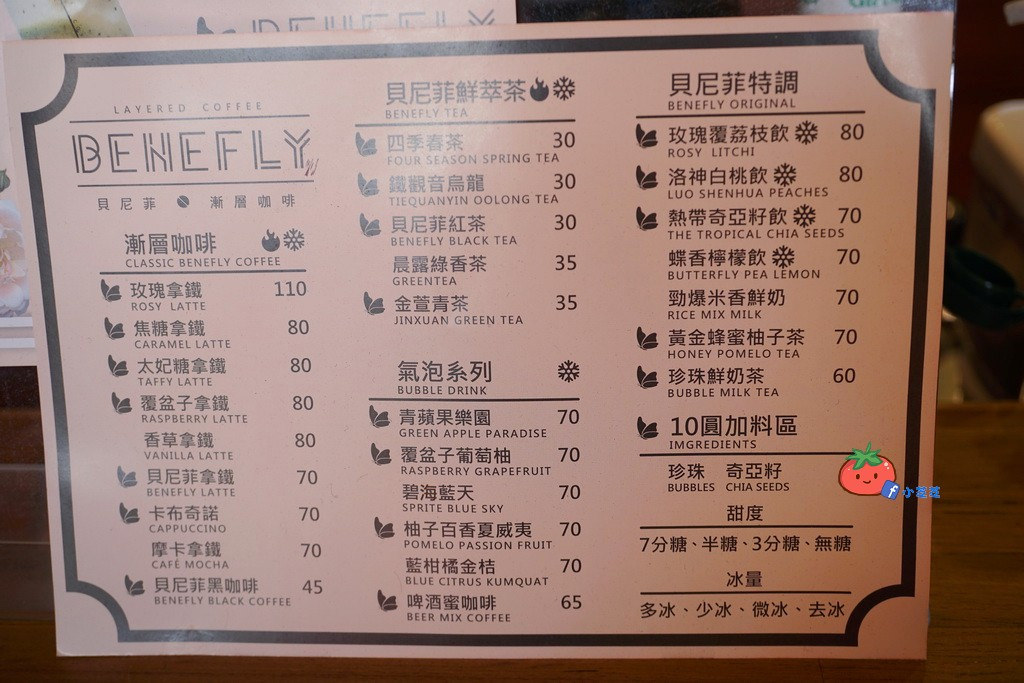 LAYERED COFFEE
BENEFLY
貝尼菲 漸層咖啡
漸層咖啡
CLASSIC BENEFLY COFFEE
玫瑰拿鐵 110
ROSY LATTE
焦糖拿鐵 80
CARAMEL LATTE
太妃糖拿鐵 80
TAFFY LATTE
覆盆子拿鐵 80
RASPBERRY LATTE
香草拿鐵 80
VANILLA LATTE
貝尼菲拿鐵 70
BENEFLY LATTE
卡布奇諾 70
CAPPUCCINO
摩卡拿鐵 70
CAFÉ MOCHA
貝尼菲黑咖啡 45
BENEFLY BLACK COFFEE
貝尼菲鮮萃茶
BENEFLY TEA
四季春茶 30
FOUR SEASON SPRING TEA
鐵觀音烏龍 30
TIEQUANYIN OOLONG TEA
貝尼菲紅茶 30
BENEFLY BLACK TEA
晨露綠香茶 35
GREENTEA
金萱青茶 35
JINXUAN GREEN TEA
氣泡系列
BUBBLE DRINK
青蘋果樂園 70
GREEN APPLE PARADISE
覆盆子葡萄柚 70
RASPBERRY GRAPEFRUIT
碧海藍天 70
SPRITE BLUE SKY
柚子百香夏威夷 70
POMELO PASSION FRUIT
藍柑橘金桔 70
BLUE CITRUS KUMQUAT
啤酒蜜咖啡 65
BEER MIX COFFEE
貝尼菲特調
BENEFLY ORIGINAL
玫瑰覆荔枝飲 80
ROSY LITCHI
洛神白桃飲 80
LUO SHENHUA PEACHES
熱帶奇亞籽飲 70
THE TROPICAL CHIA SEEDS
蝶香檸檬飲 70
BUTTERFLY PEA LEMON
勁爆米香鮮奶 70
RICE MIX MILK
黃金蜂蜜柚子茶 70
HONEY POMELO TEA
珍珠鮮奶茶 60
BUBBLE MILK TEA
10圓加料區
IMGREDIENTS
珍珠 奇亞籽
BUBBLES CHIA SEEDS
甜度
7分糖、半糖、3分糖、無糖
冰量
多冰、少冰、微冰、去冰